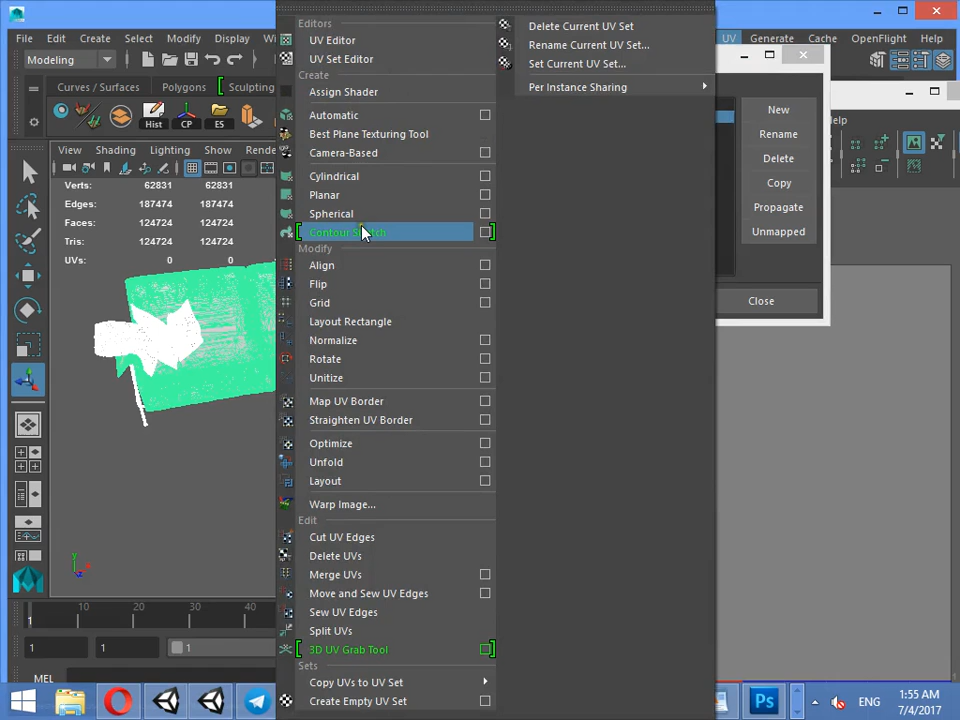 File Edit Create Select Modify Display
UV Generate Cache OpenFlight Help
Modeling
Curves / Surfaces Polygons Sculpting
Hist CP ES
View Shading Lighting Show
Verts: 62831 62831
Edges: 187474 187474
Faces: 124724 124724
Tris: 124724 124724
UVs: 0 0
y
10 20 30 40
1
1 1 1
MEL
Editors
UV Editor
UV Set Editor
Create
Assign Shader
Automatic
Best Plane Texturing Tool
Camera-Based
Cylindrical
Planar
Spherical
Contour Stretch
Modify
Align
Flip
Grid
Layout Rectangle
Normalize
Rotate
Unitize
Map UV Border
Straighten UV Border
Optimize
Unfold
Layout
Warp Image...
Edit
Cut UV Edges
Delete UVs
Merge UVs
Move and Sew UV Edges
Sew UV Edges
Split UVs
3D UV Grab Tool
Sets
Copy UVs to UV Set
Create Empty UV Set
Delete Current UV Set
Rename Current UV Set...
Set Current UV Set...
Per Instance Sharing
New
Rename
Delete
Copy
Propagate
Unmapped
Close
Ps
ENG
1:55 AM
7/4/2017